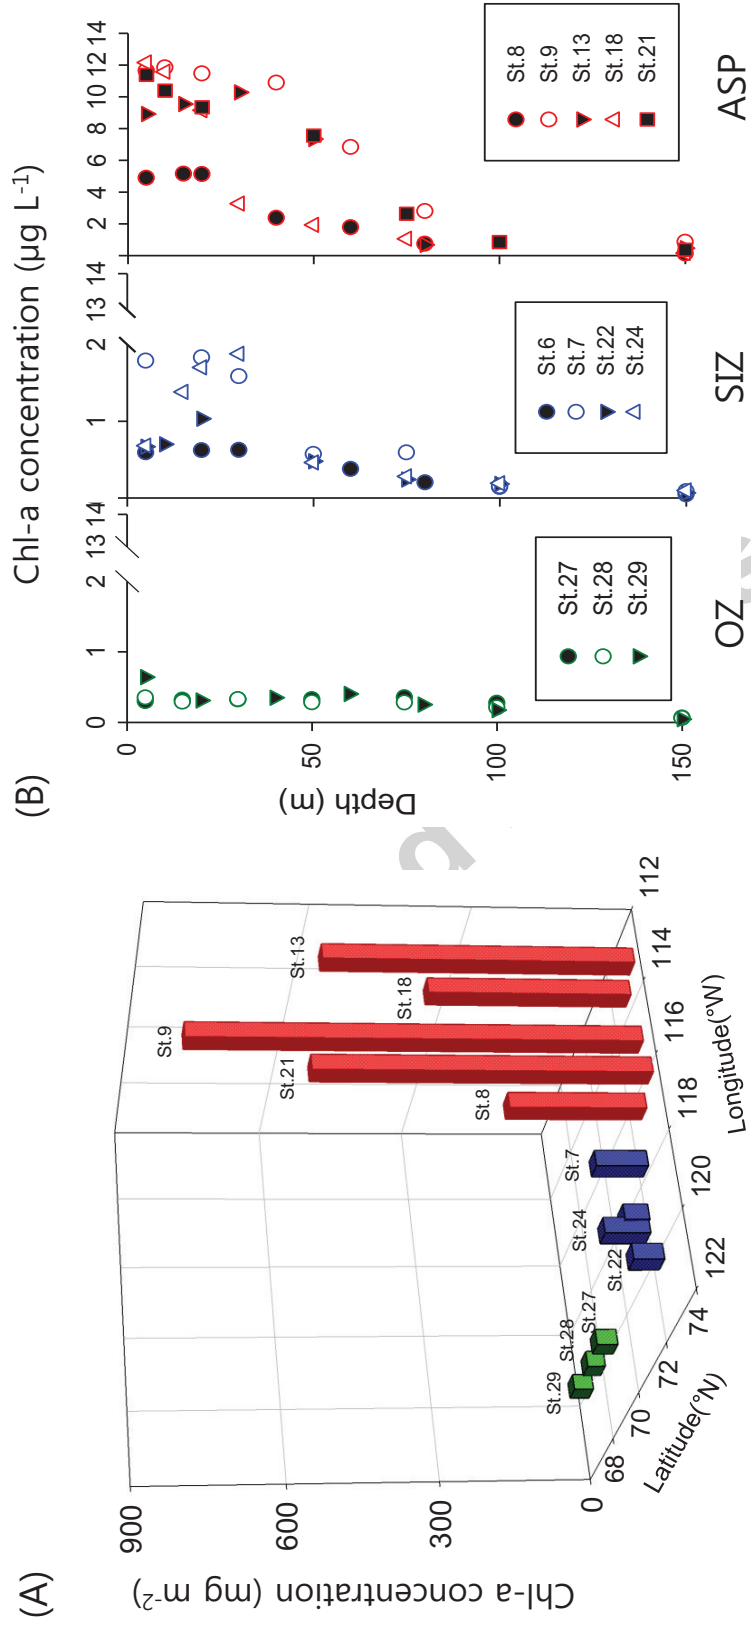 (A)
Chl-a concentration (mg m-2)
900
600
300
0
68
70
72
74
Latitude(°N)
122
120
118
116
114
112
Longitude(°W)
St.29
St.28
St.27
St.22
St.24
St.7
St.8
St.21
St.9
St.18
St.13
(B)
Chl-a concentration (µg L-1)
0 1 2 13 14
1 2 13 14
2 4 6 8 10 12 14
Depth (m)
0
50
100
150
St.27
St.28
St.29
OZ
St.6
St.7
St.22
St.24
SIZ
St.8
St.9
St.13
St.18
St.21
ASP